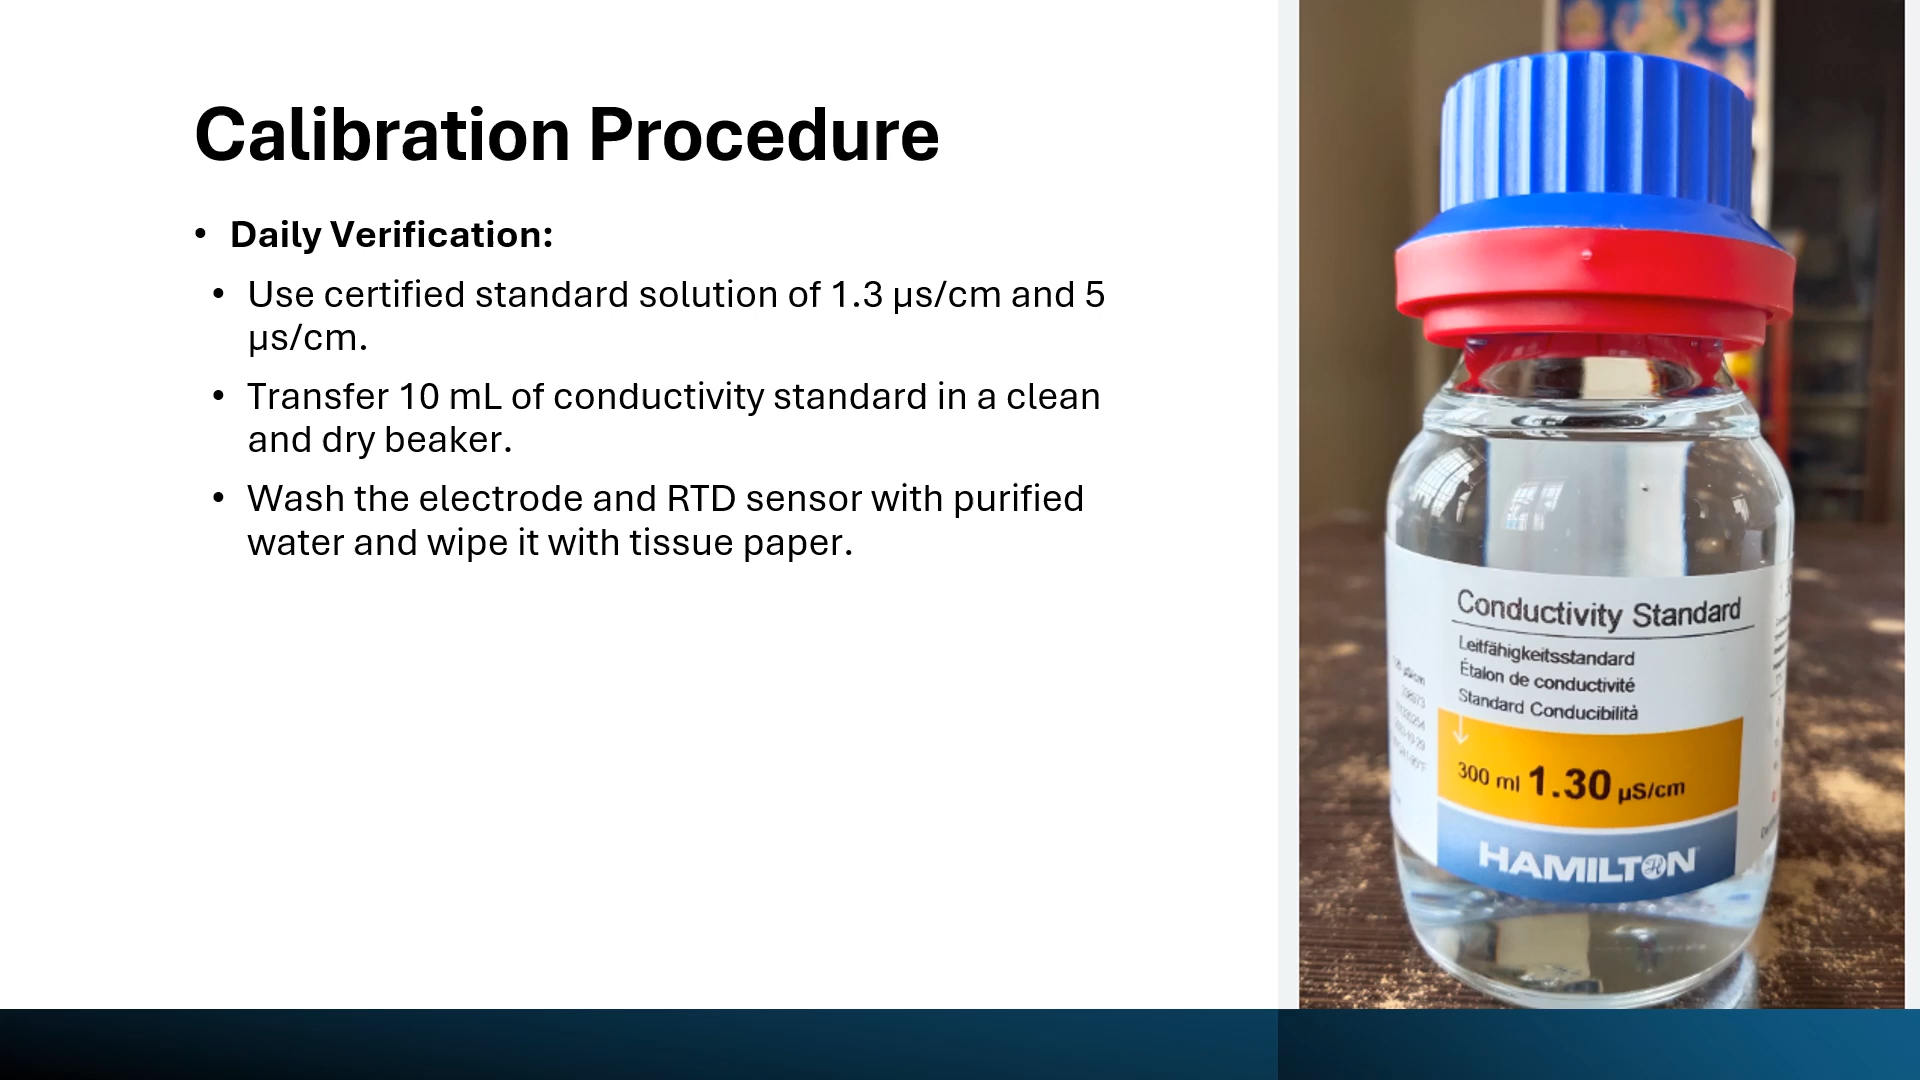 Calibration Procedure
• Daily Verification:
• Use certified standard solution of 1.3 µs/cm and 5
µs/cm.
• Transfer 10 mL of conductivity standard in a clean
and dry beaker.
• Wash the electrode and RTD sensor with purified
water and wipe it with tissue paper.
Conductivity Standard
Leitfähigkeitsstandard
Étalon de conductivité
Standard Conducibilità
300 ml 1.30 µS/cm
HAMILTON